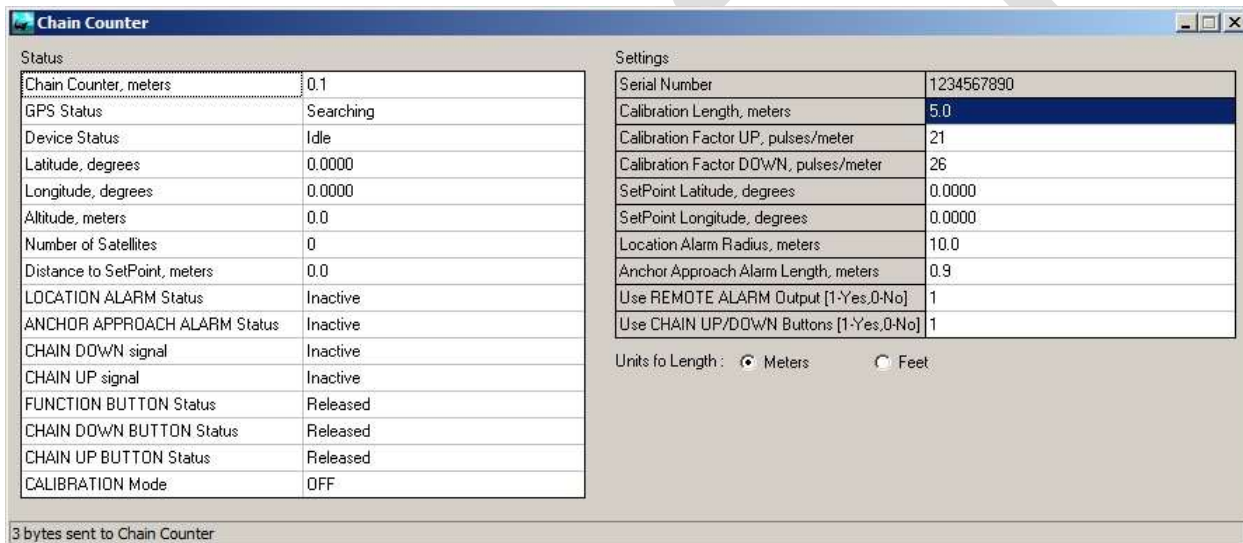 Chain Counter
Status
Chain Counter, meters 0.1
GPS Status Searching
Device Status Idle
Latitude, degrees 0.0000
Longitude, degrees 0.0000
Altitude, meters 0.0
Number of Satellites 0
Distance to SetPoint, meters 0.0
LOCATION ALARM Status Inactive
ANCHOR APPROACH ALARM Status Inactive
CHAIN DOWN signal Inactive
CHAIN UP signal Inactive
FUNCTION BUTTON Status Released
CHAIN DOWN BUTTON Status Released
CHAIN UP BUTTON Status Released
CALIBRATION Mode OFF
Settings
Serial Number 1234567890
Calibration Length, meters 5.0
Calibration Factor UP, pulses/meter 21
Calibration Factor DOWN, pulses/meter 26
SetPoint Latitude, degrees 0.0000
SetPoint Longitude, degrees 0.0000
Location Alarm Radius, meters 10.0
Anchor Approach Alarm Length, meters 0.9
Use REMOTE ALARM Output [1-Yes,0-No] 1
Use CHAIN UP/DOWN Buttons [1-Yes,0-No] 1
Units fo Length : Meters Feet
3 bytes sent to Chain Counter